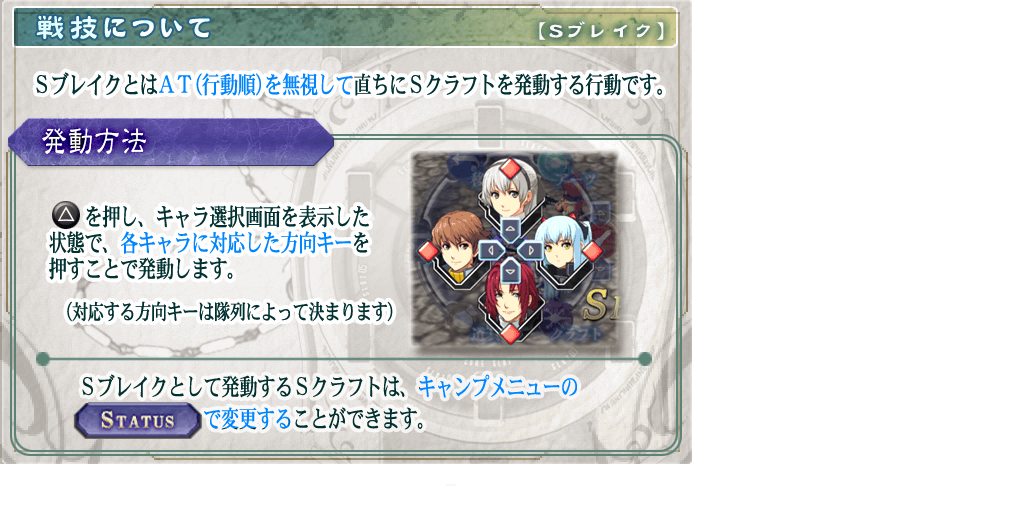 戦技について
【Sブレイク】
SブレイクとはAT(行動順)を無視して直ちにSクラフトを発動する行動です。
発動方法
△を押し、キャラ選択画面を表示した
状態で、各キャラに対応した方向キーを
押すことで発動します。
(対応する方向キーは隊列によって決まります)
Sブレイクとして発動するSクラフトは、キャンプメニューの
STATUSで変更することができます。